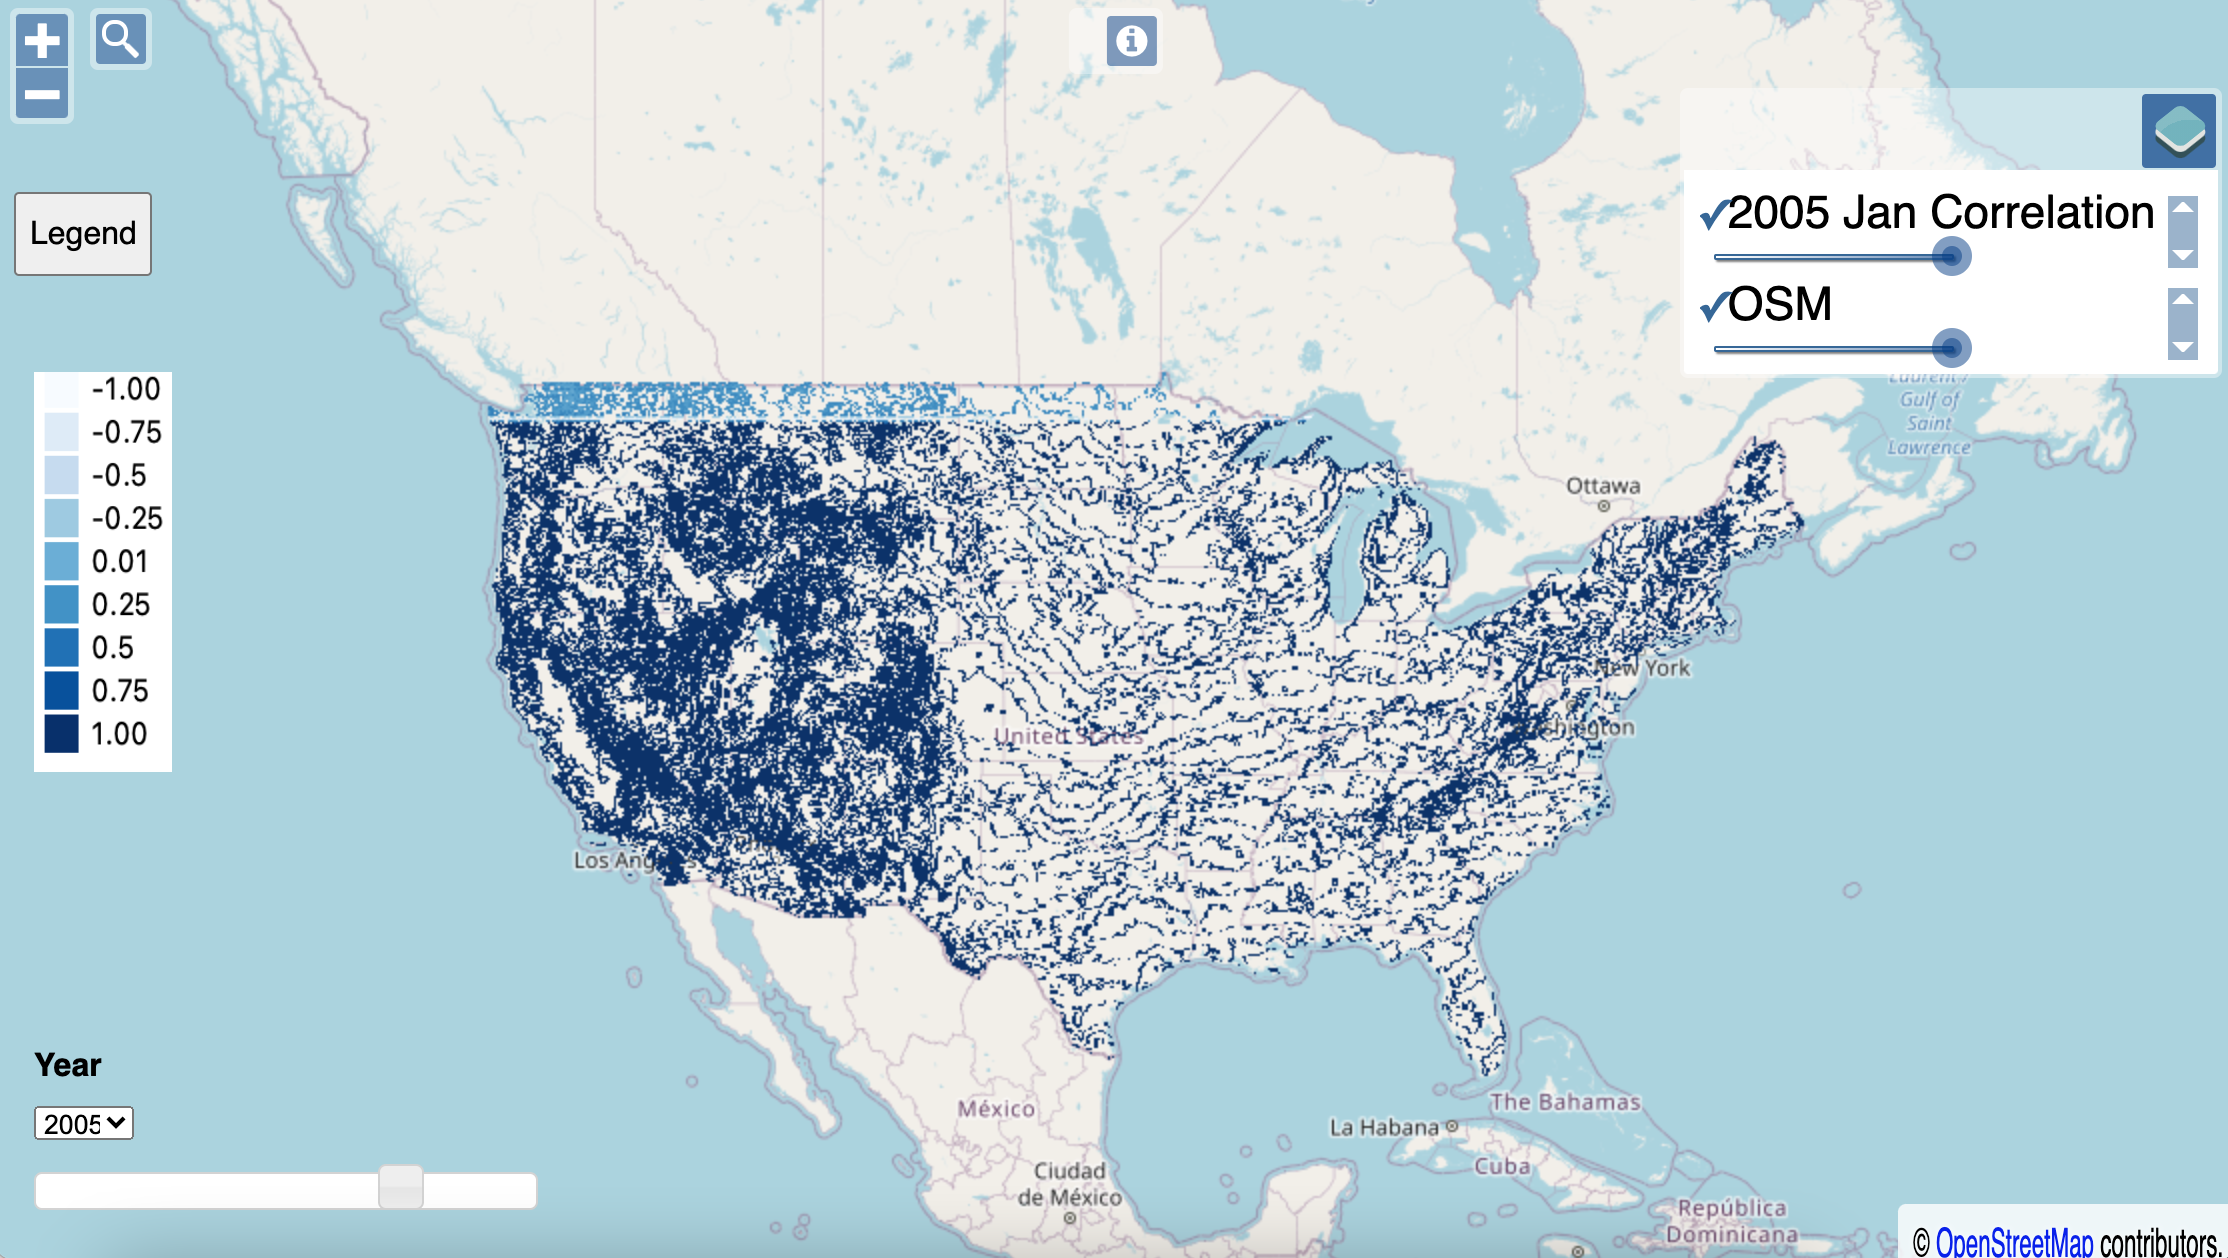 2005 Jan Correlation
OSM
Legend
-1.00
-0.75
-0.5
-0.25
0.01
0.25
0.5
0.75
1.00
Gulf of
Saint
Lawrence
Ottawa
New York
United States
Los
México
The Bahamas
La Habana
Cuba
Ciudad
de México
República
Dominicana
Year
2005
© OpenStreetMap contributors.